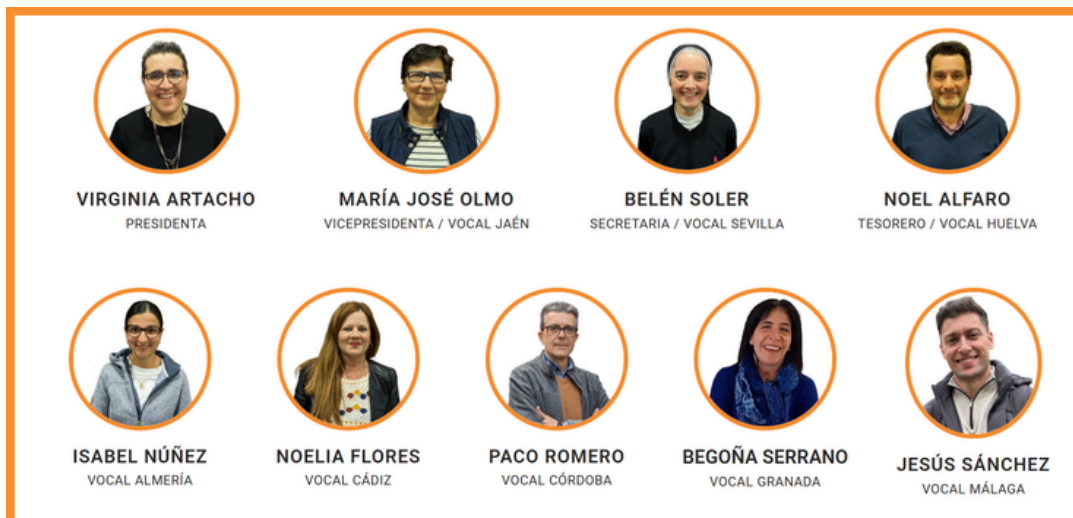 VIRGINIA ARTACHO
PRESIDENTA
MARÍA JOSÉ OLMO
VICEPRESIDENTA / VOCAL JAÉN
BELÉN SOLER
SECRETARIA / VOCAL SEVILLA
NOEL ALFARO
TESORERO / VOCAL HUELVA
ISABEL NÚÑEZ
VOCAL ALMERÍA
NOELIA FLORES
VOCAL CÁDIZ
PACO ROMERO
VOCAL CÓRDOBA
BEGOÑA SERRANO
VOCAL GRANADA
JESÚS SÁNCHEZ
VOCAL MÁLAGA